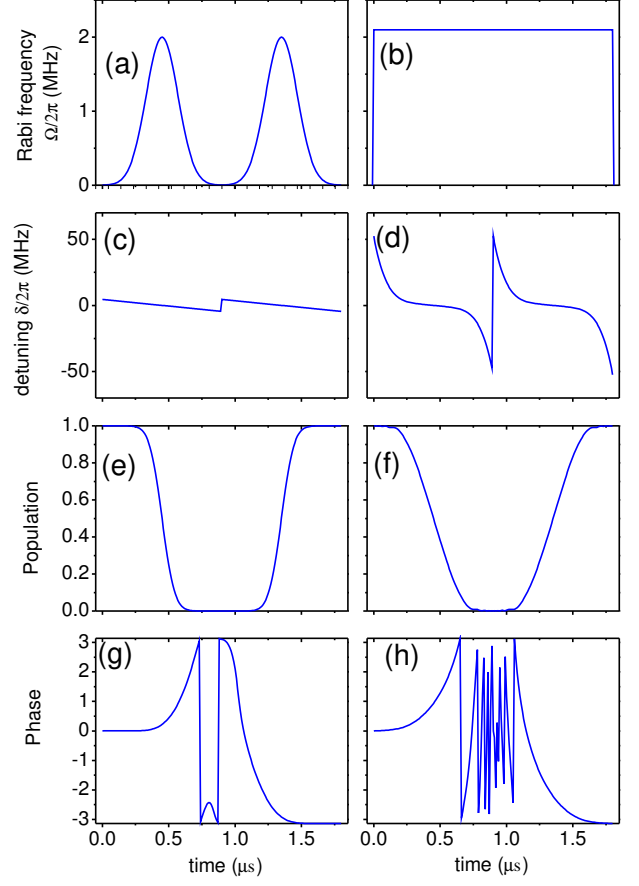 Rabi frequency
Ω/2π (MHz)
2
1
0
(a)
(b)
detuning δ/2π (MHz)
50
0
-50
(c)
(d)
Population
1.0
0.8
0.6
0.4
0.2
0.0
(e)
(f)
Phase
3
2
1
0
-1
-2
-3
(g)
(h)
0.0 0.5 1.0 1.5
0.0 0.5 1.0 1.5
time (μs)
time (μs)